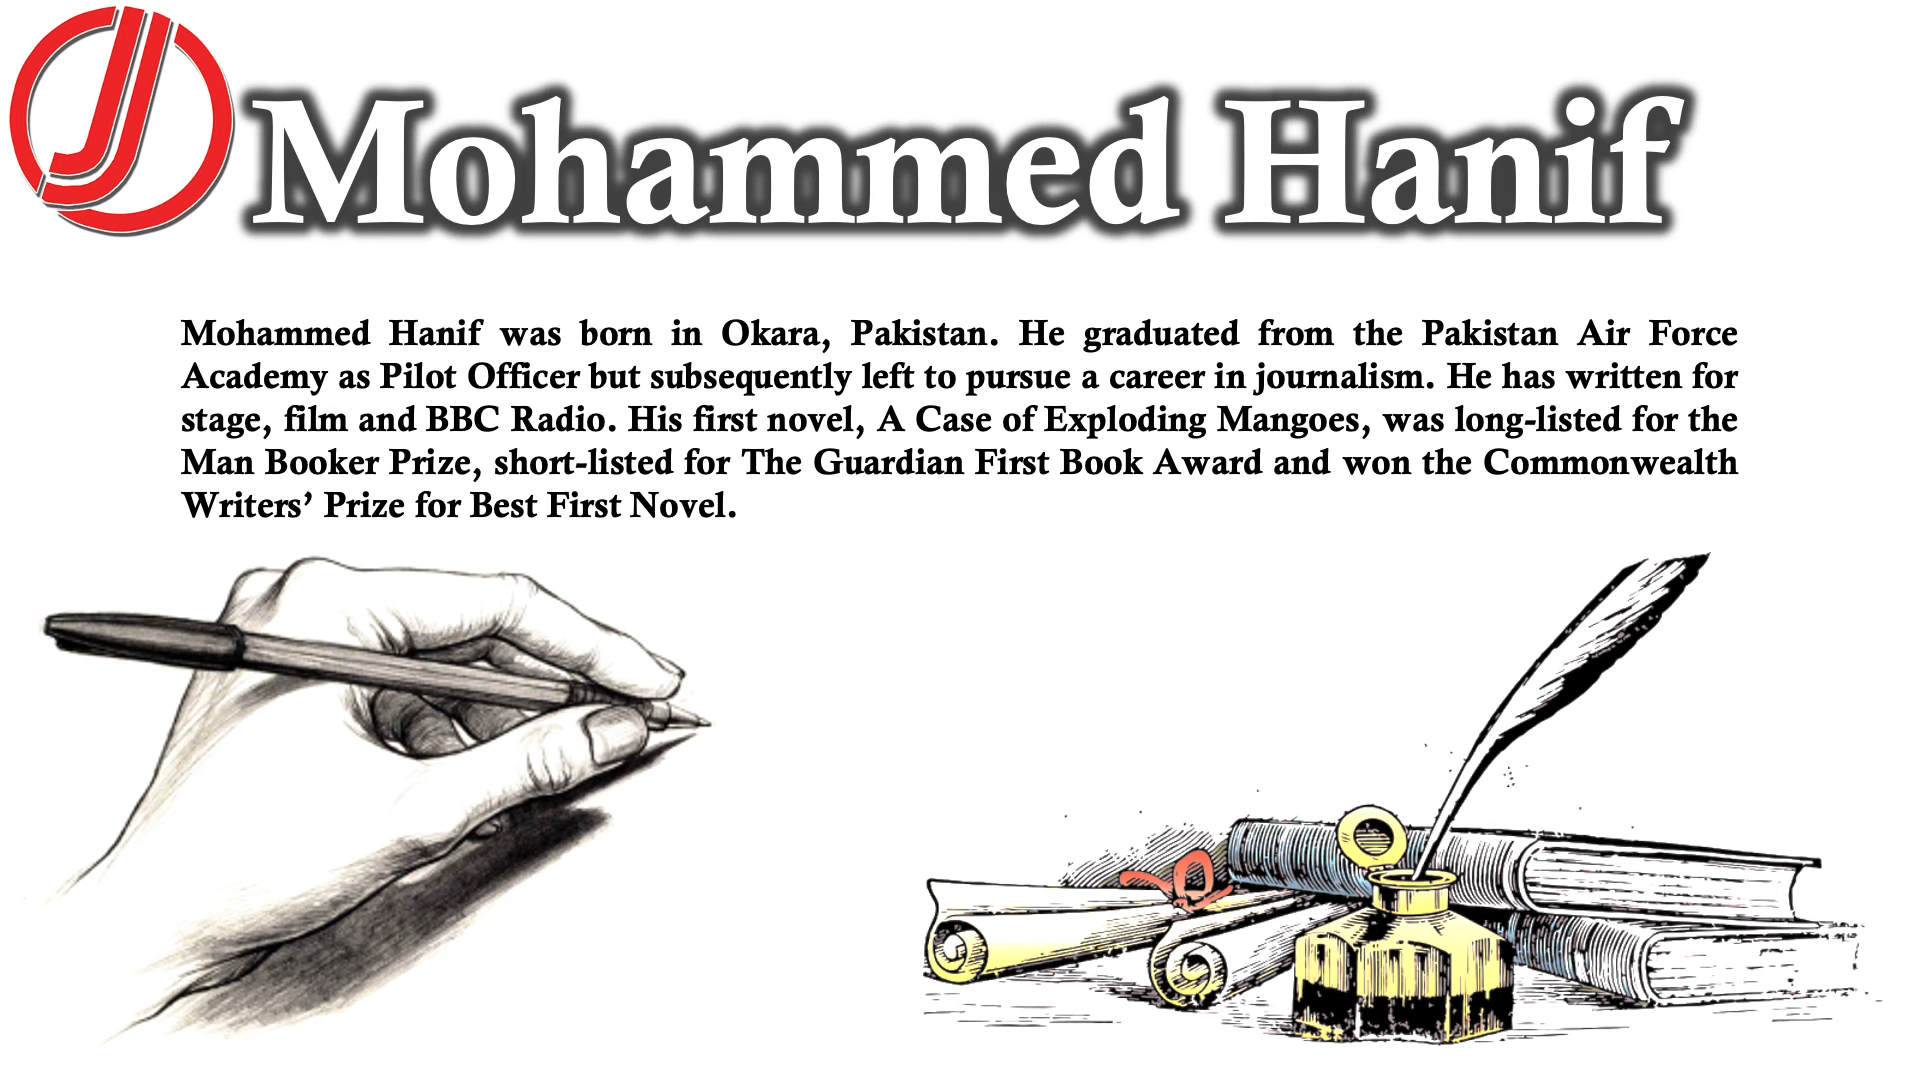 Mohammed Hanif
Mohammed Hanif was born in Okara, Pakistan. He graduated from the Pakistan Air Force
Academy as Pilot Officer but subsequently left to pursue a career in journalism. He has written for
stage, film and BBC Radio. His first novel, A Case of Exploding Mangoes, was long-listed for the
Man Booker Prize, short-listed for The Guardian First Book Award and won the Commonwealth
Writers’ Prize for Best First Novel.